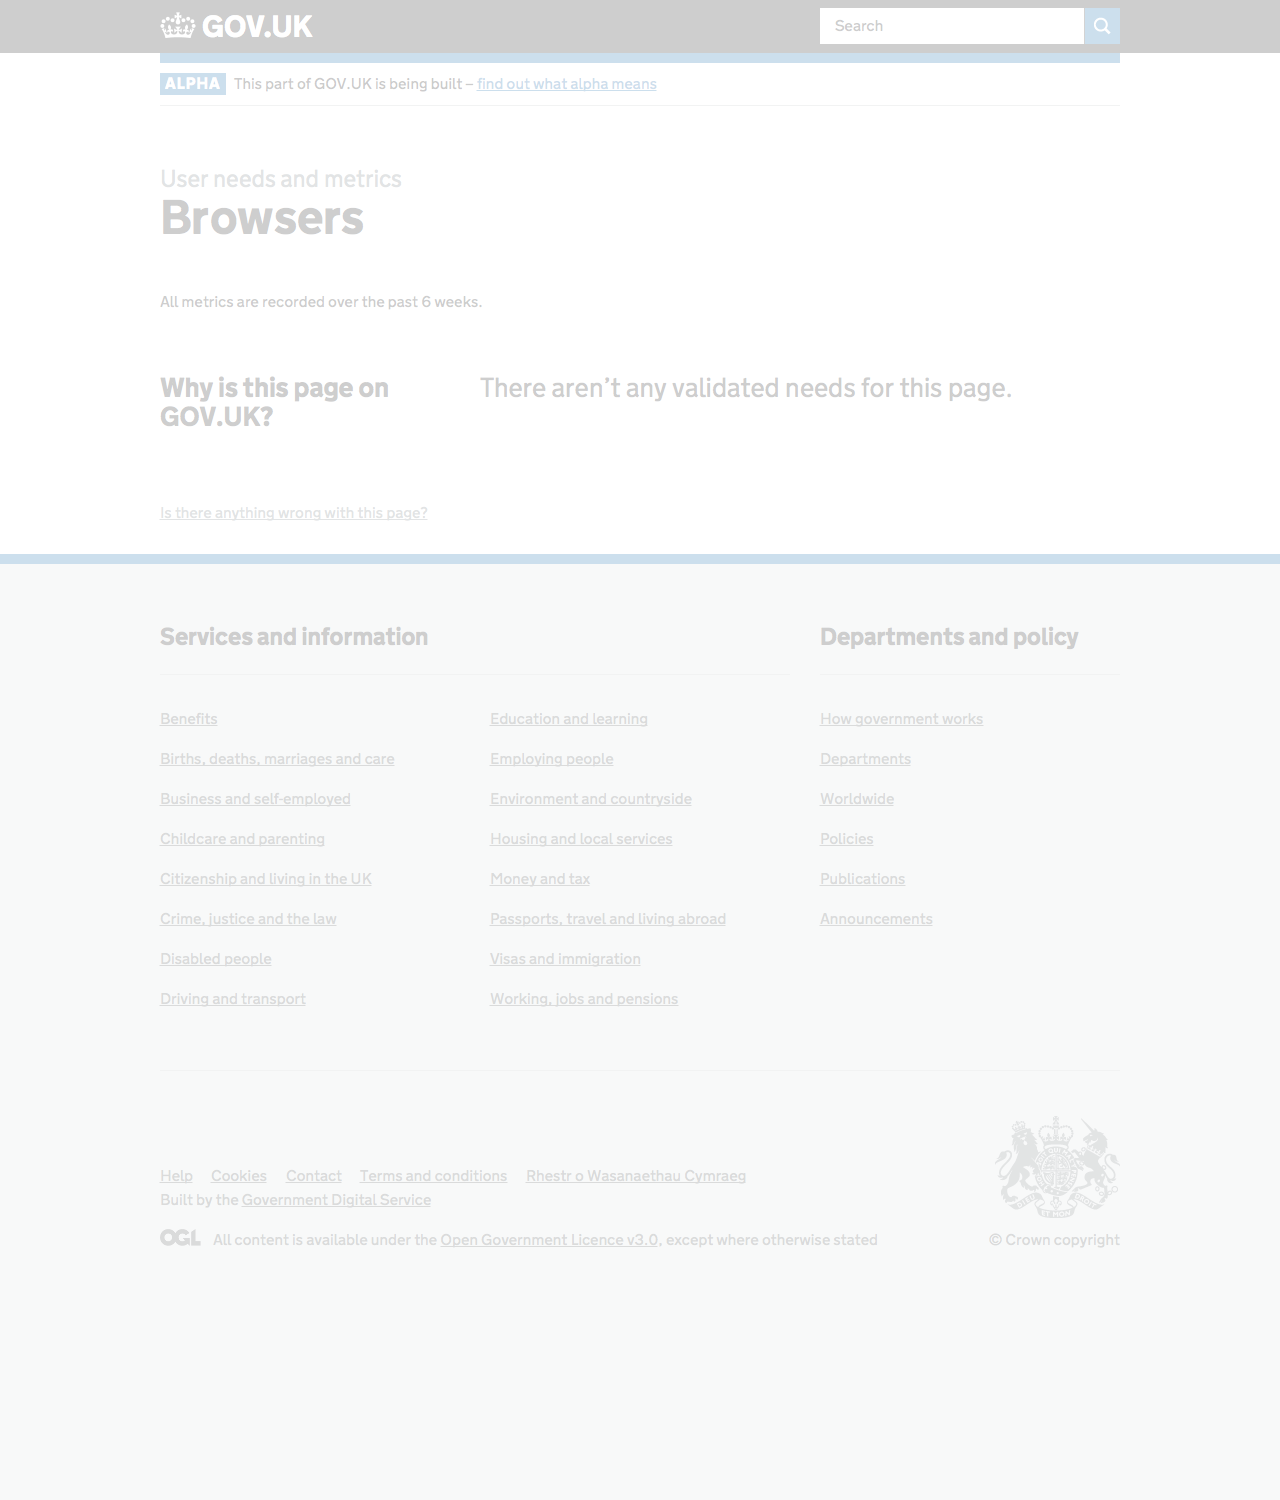 GOV.UK
Search
ALPHA This part of GOV.UK is being built – find out what alpha means
User needs and metrics
Browsers
All metrics are recorded over the past 6 weeks.
Why is this page on
GOV.UK?
There aren’t any validated needs for this page.
Is there anything wrong with this page?
Services and information
Benefits
Births, deaths, marriages and care
Business and self-employed
Childcare and parenting
Citizenship and living in the UK
Crime, justice and the law
Disabled people
Driving and transport
Education and learning
Employing people
Environment and countryside
Housing and local services
Money and tax
Passports, travel and living abroad
Visas and immigration
Working, jobs and pensions
Departments and policy
How government works
Departments
Worldwide
Policies
Publications
Announcements
Help Cookies Contact Terms and conditions Rhestr o Wasanaethau Cymraeg
Built by the Government Digital Service
OGL All content is available under the Open Government Licence v3.0, except where otherwise stated
DIEU ET MON DROIT
© Crown copyright